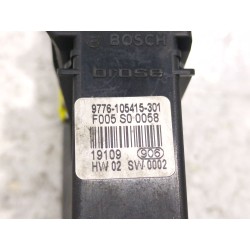 BOSCH
brose
9776-105415-301
F005 S0 0058
19109 906
HW 02 SW 0002